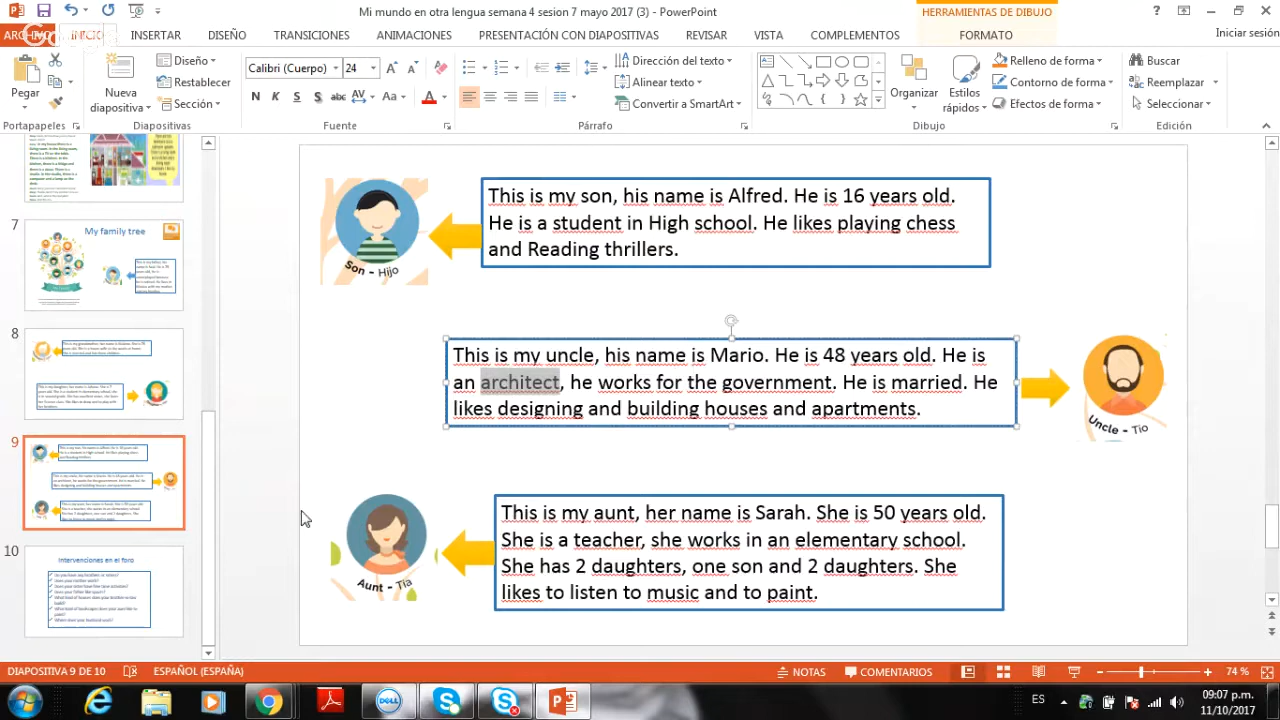 Mi mundo en otra lengua semana 4 sesion 7 mayo 2017 (3) - PowerPoint
HERRAMIENTAS DE DIBUJO
ARCHIVO INICIO INSERTAR DISEÑO TRANSICIONES ANIMACIONES PRESENTACIÓN CON DIAPOSITIVAS REVISAR VISTA COMPLEMENTOS FORMATO
Iniciar sesión
Pegar
Nueva diapositiva
Diseño
Restablecer
Sección
Calibri (Cuerpo) 24
N K S S abc AV Aa A
Dirección del texto
Alinear texto
Convertir a SmartArt
Organizar
Estilos rápidos
Relleno de forma
Contorno de forma
Efectos de forma
Buscar
Reemplazar
Seleccionar
Portapapeles Diapositivas Fuente Párrafo Dibujo Edición
7
My family tree
8
9
10
Intervenciones en el foro
This is my son, his name is Alfred. He is 16 years old.
He is a student in High school. He likes playing chess
and Reading thrillers.
Son - Hijo
This is my uncle, his name is Mario. He is 48 years old. He is
an , he works for the government. He is married. He
likes designing and building houses and apartments.
Uncle - Tio
This is my aunt, her name is Sarah. She is 50 years old.
She is a teacher, she works in an elementary school.
She has 2 daughters, one son and 2 daughters. She
likes to listen to music and to paint.
Aunt - Tia
DIAPOSITIVA 9 DE 10
ESPAÑOL (ESPAÑA)
NOTAS
COMENTARIOS
74 %
DELL
ES
09:07 p.m.
11/10/2017